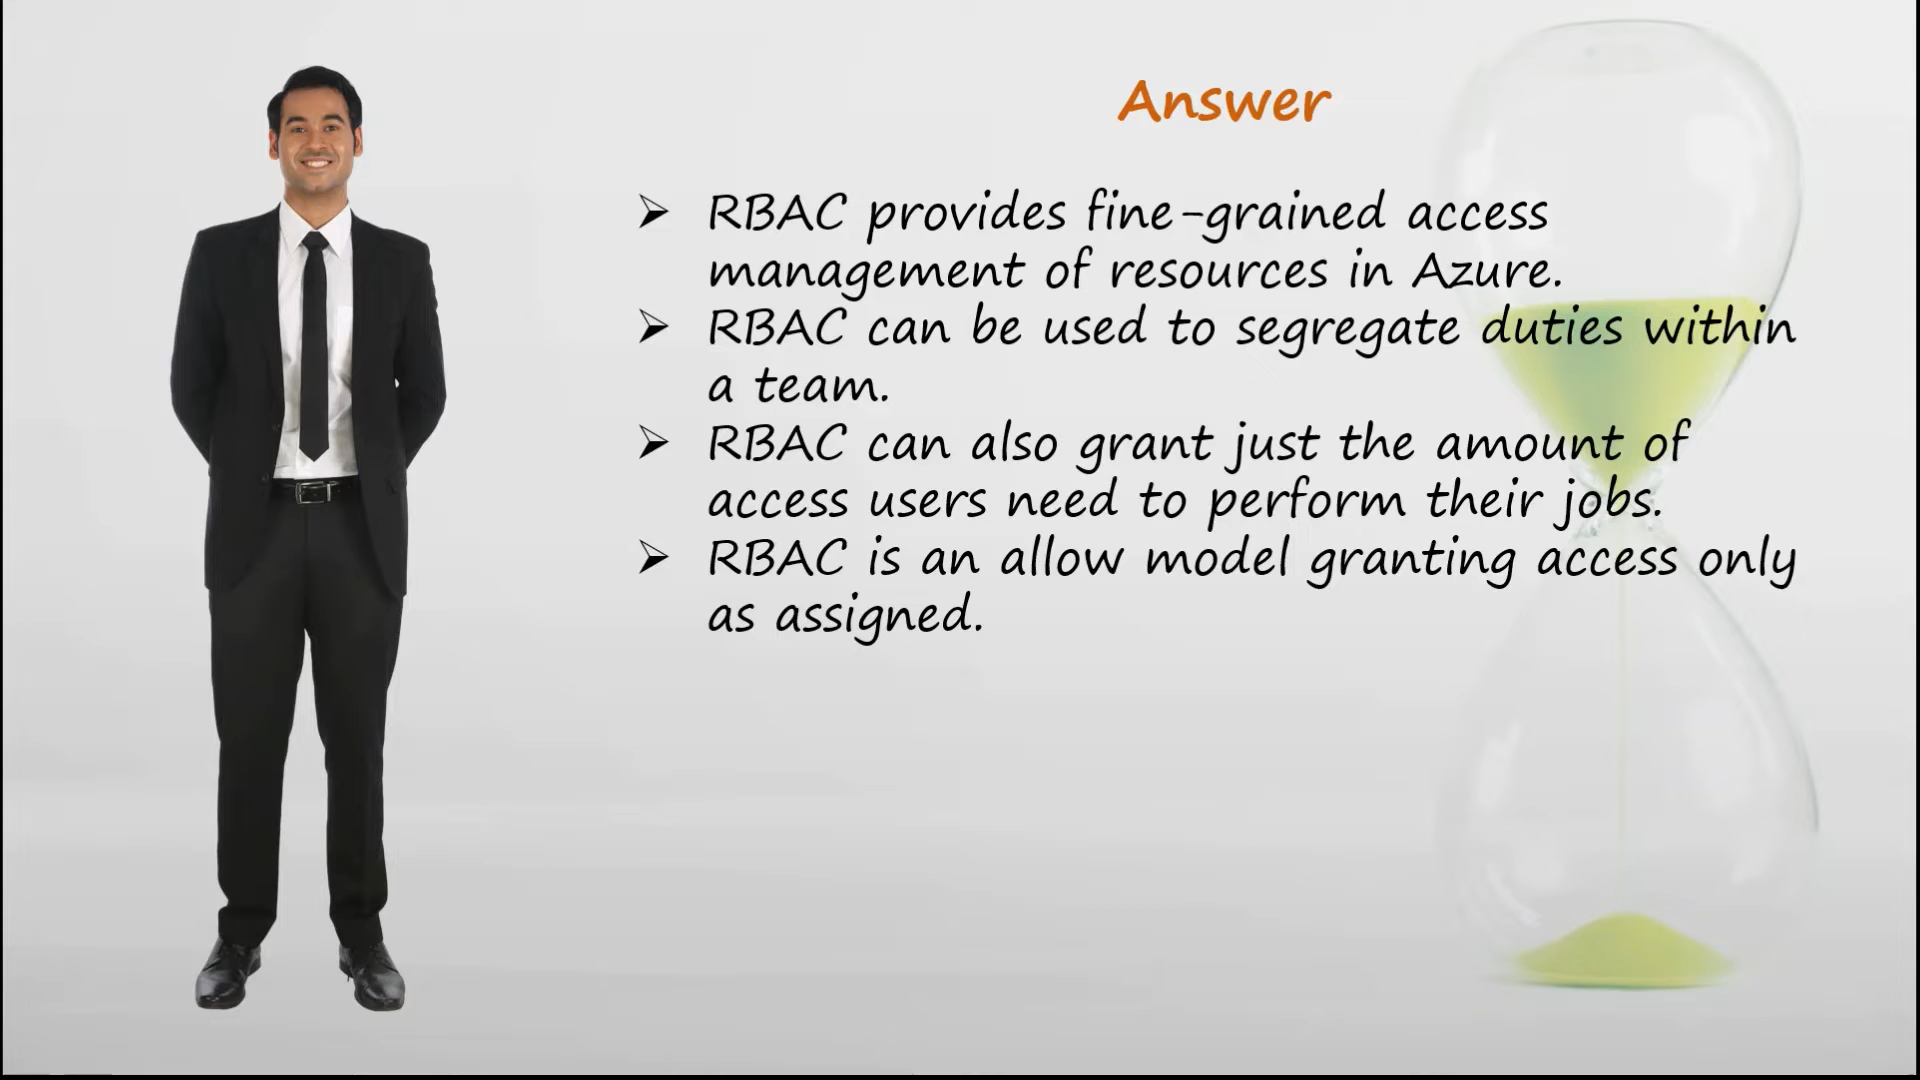 Answer
➢ RBAC provides fine-grained access
management of resources in Azure.
➢ RBAC can be used to segregate duties within
a team.
➢ RBAC can also grant just the amount of
access users need to perform their jobs.
➢ RBAC is an allow model granting access only
as assigned.